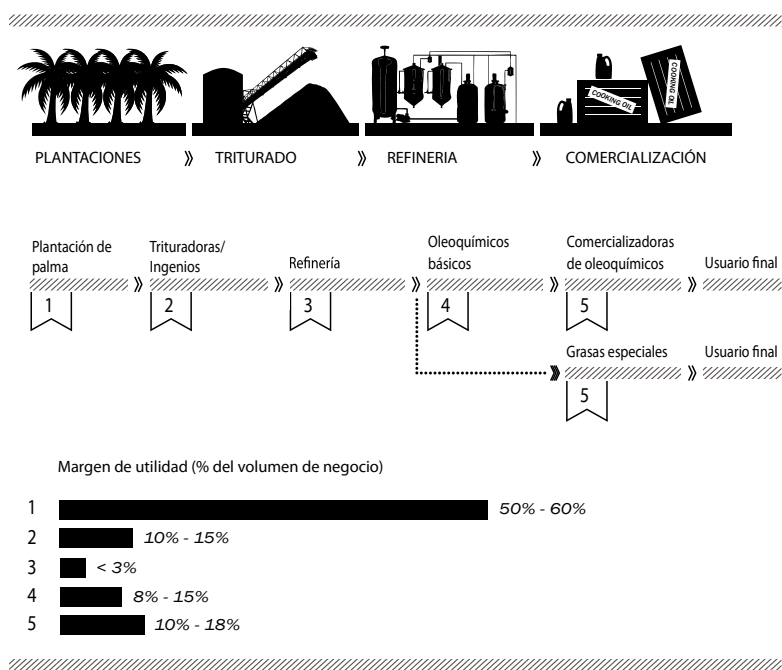 COOKING OIL
COOKING OIL
PLANTACIONES » TRITURADO » REFINERIA » COMERCIALIZACIÓN
Plantación de
palma
Trituradoras/
Ingenios
Refinería
Oleoquímicos
básicos
Comercializadoras
de oleoquímicos
Usuario final
1
2
3
4
5
Grasas especiales
Usuario final
5
Margen de utilidad (% del volumen de negocio)
1 50% - 60%
2 10% - 15%
3 < 3%
4 8% - 15%
5 10% - 18%